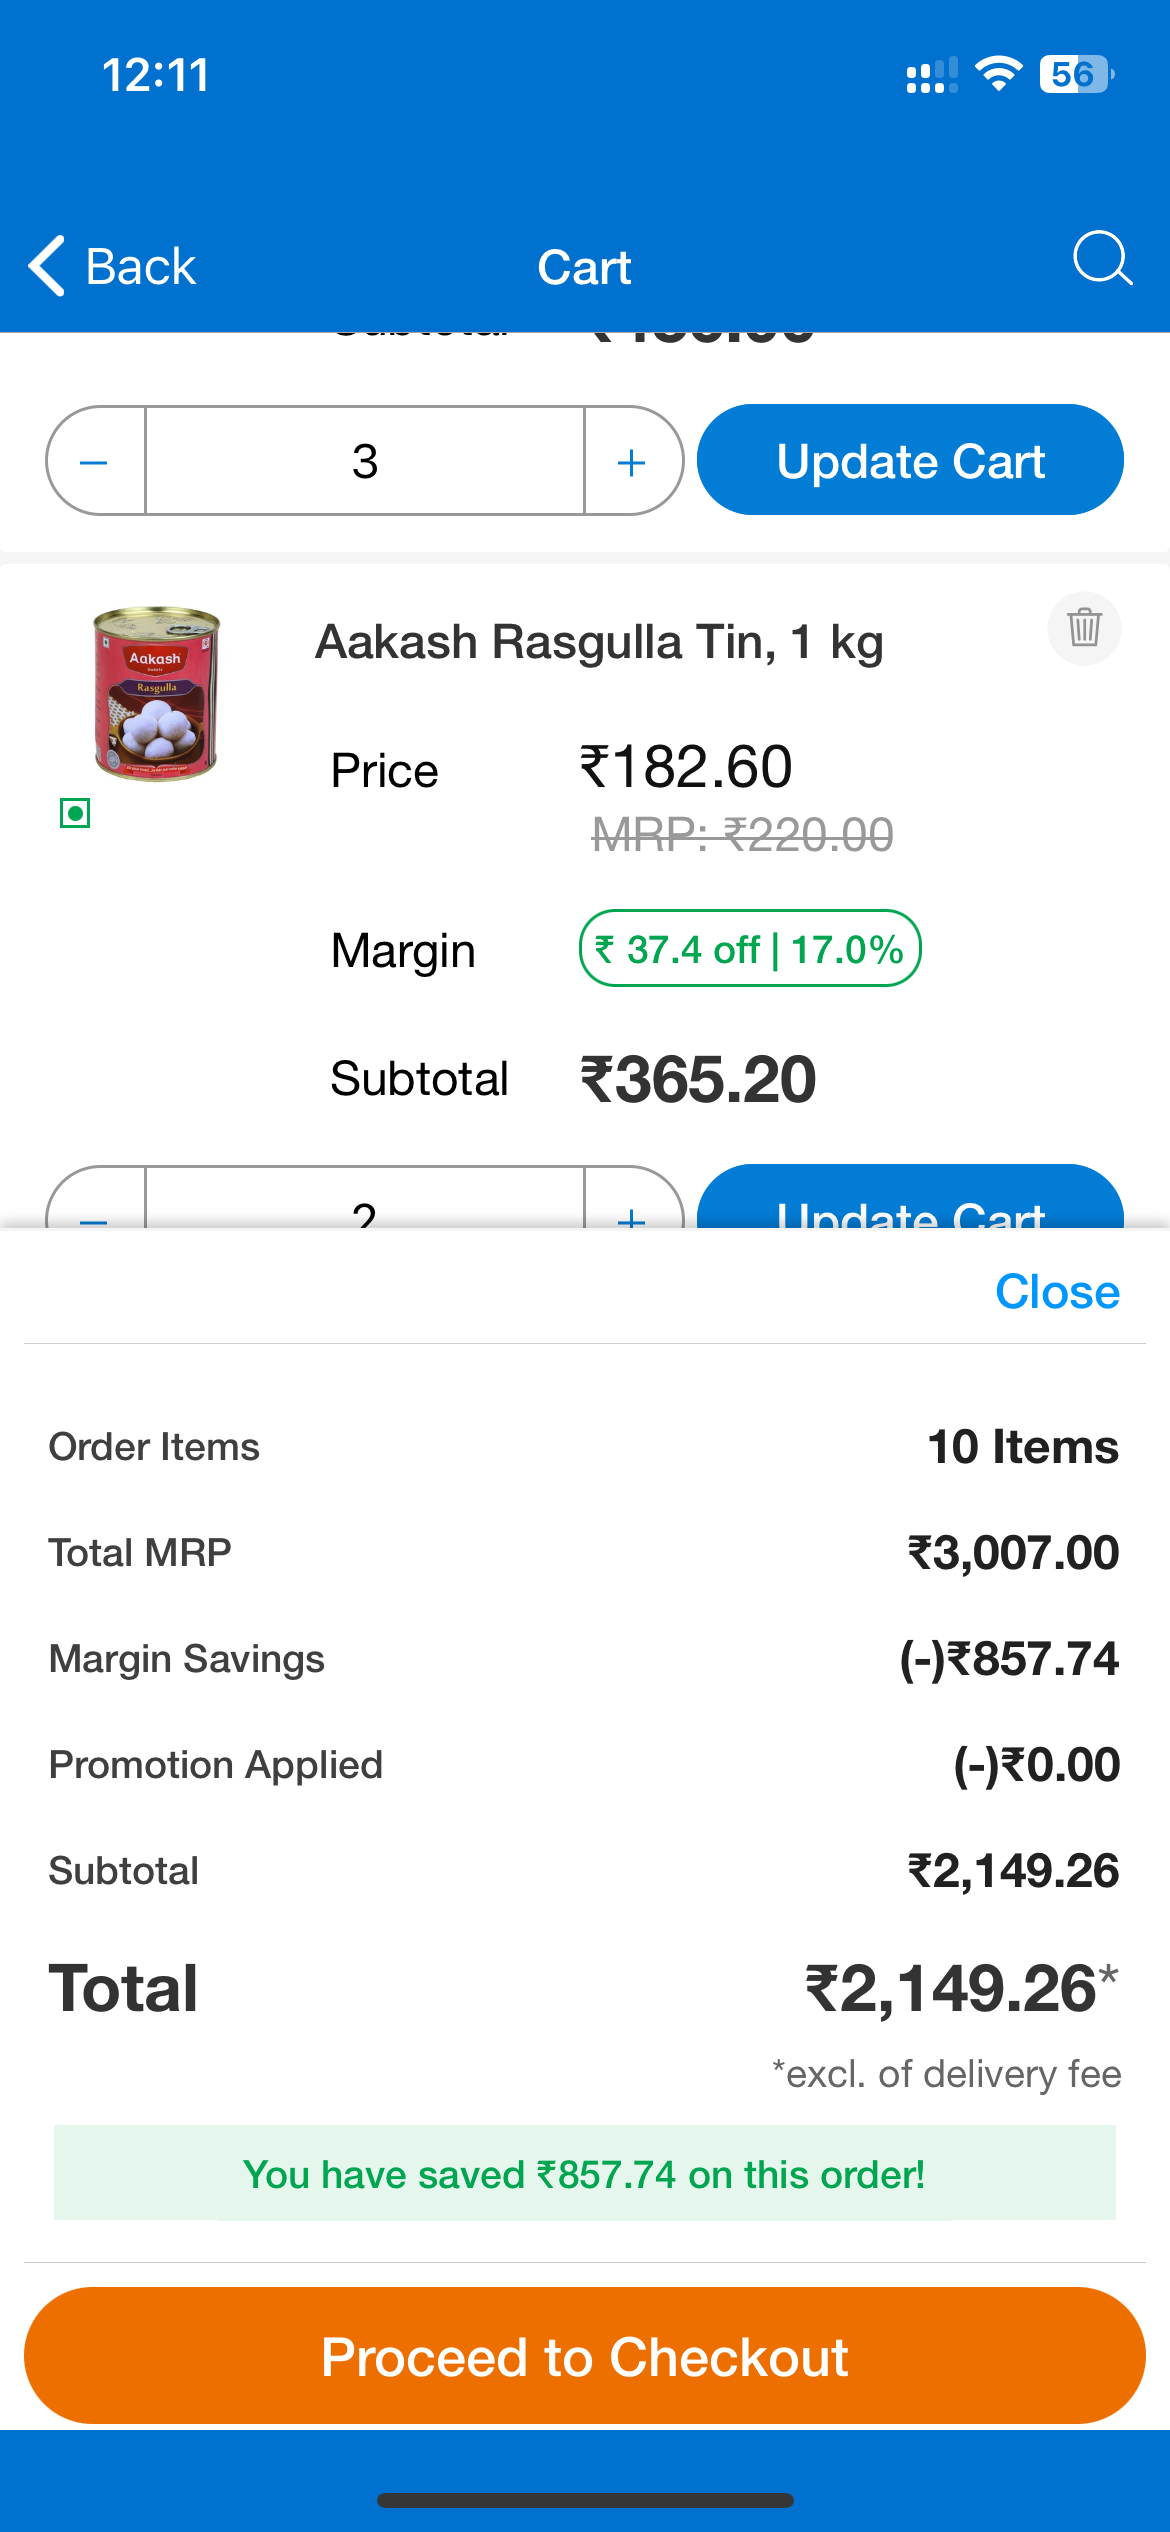 12:11
56
Back
Cart
Subtotal
3
Update Cart
Aakash
Rasgulla
Aakash Rasgulla Tin, 1 kg
Price ₹182.60
MRP: ₹220.00
Margin ₹ 37.4 off | 17.0%
Subtotal ₹365.20
2
Update Cart
Close
Order Items 10 Items
Total MRP ₹3,007.00
Margin Savings (-)₹857.74
Promotion Applied (-)₹0.00
Subtotal ₹2,149.26
Total ₹2,149.26*
*excl. of delivery fee
You have saved ₹857.74 on this order!
Proceed to Checkout